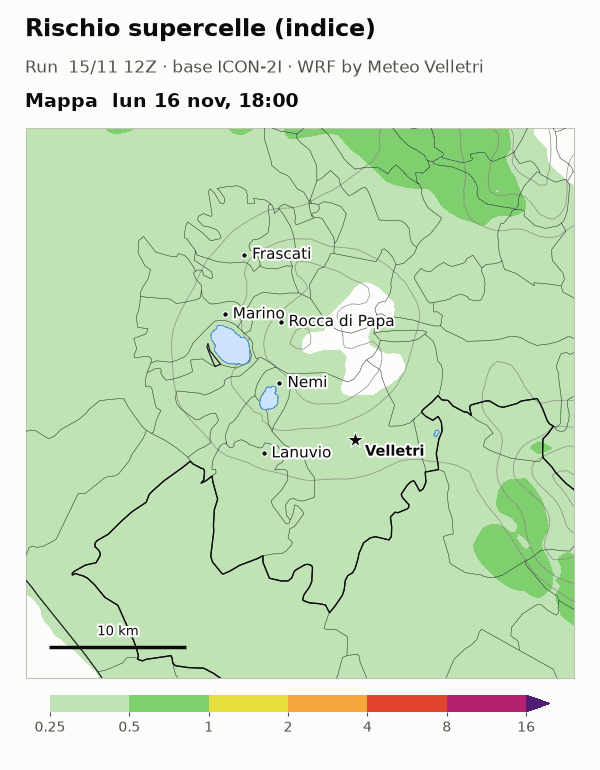 Rischio supercelle (indice)
Run 15/11 12Z · base ICON-2I · WRF by Meteo Velletri
Mappa lun 16 nov, 18:00
Frascati
Marino
Rocca di Papa
Nemi
Velletri
Lanuvio
10 km
0.25 0.5 1 2 4 8 16